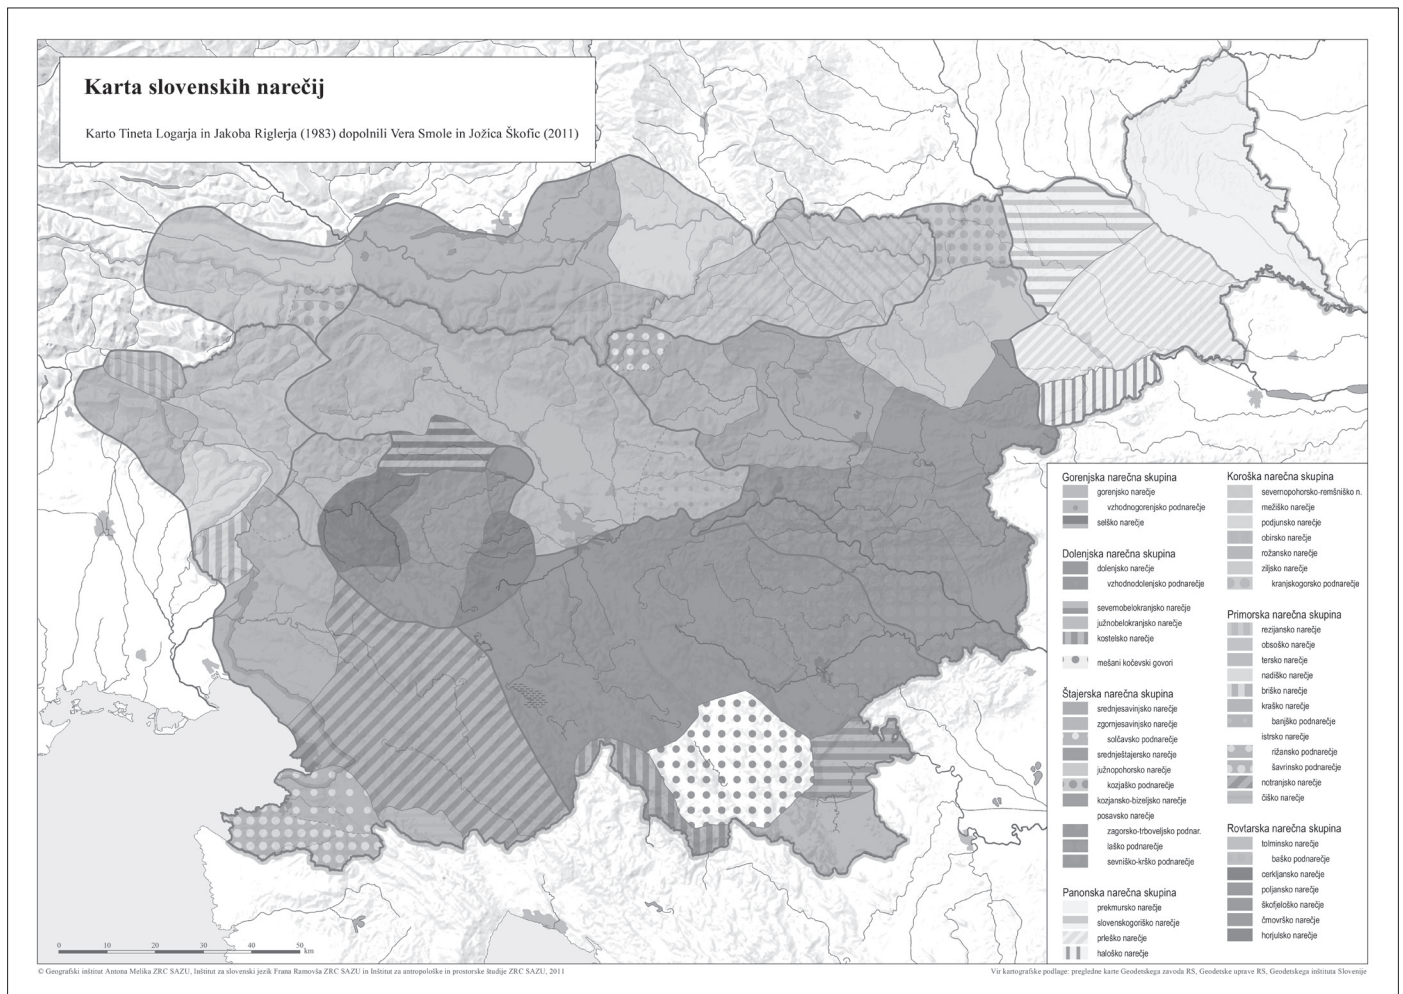 Karta slovenskih narečij
Karto Tineta Logarja in Jakoba Riglerja (1983) dopolnili Vera Smole in Jožica Škofic (2011)
Gorenjska narečna skupina
gorenjsko narečje
vzhodnogorenjsko podnarečje
selško narečje
Dolenjska narečna skupina
dolenjsko narečje
vzhodnodolenjsko podnarečje
severnobelokranjsko narečje
južnobelokranjsko narečje
kostelsko narečje
mešani kočevski govori
Štajerska narečna skupina
srednjesavinjsko narečje
zgornjesavinjsko narečje
solčavsko podnarečje
srednještajersko narečje
južnopohorsko narečje
kozjaško podnarečje
kozjansko-bizeljsko narečje
posavsko narečje
zagorsko-trboveljsko podnar.
laško podnarečje
sevniško-krško podnarečje
Panonska narečna skupina
prekmursko narečje
slovenskogoriško narečje
prleško narečje
haloško narečje
Koroška narečna skupina
severnopohorsko-remšniško n.
mežiško narečje
podjunsko narečje
obirsko narečje
rožansko narečje
ziljsko narečje
kranjskogorsko podnarečje
Primorska narečna skupina
rezijansko narečje
obsoško narečje
tersko narečje
nadiško narečje
briško narečje
kraško narečje
banjško podnarečje
istrsko narečje
rižansko podnarečje
šavrinsko podnarečje
notranjsko narečje
čiško narečje
Rovtarska narečna skupina
tolminsko narečje
baško podnarečje
cerkljansko narečje
poljansko narečje
škofjeloško narečje
črnovrško narečje
horjulsko narečje
0 10 20 30 40 50 km
© Geografski inštitut Antona Melika ZRC SAZU, Inštitut za slovenski jezik Frana Ramovša ZRC SAZU in Inštitut za antropološke in prostorske študije ZRC SAZU, 2011
Vir kartografske podlage: pregledne karte Geodetskega zavoda RS, Geodetske uprave RS, Geodetskega inštituta Slovenije